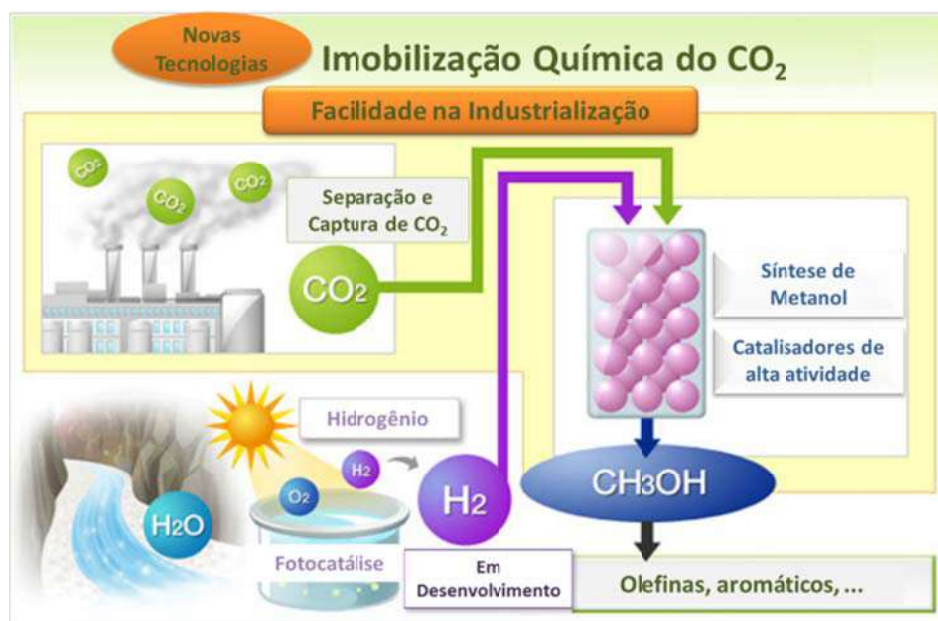 Novas
Tecnologias
Imobilização Química do CO₂
Facilidade na Industrialização
CO2
CO2
CO2
Separação e
Captura de CO₂
CO2
Síntese de
Metanol
Catalisadores de
alta atividade
Hidrogênio
H2
O2
H2
H2O
CH3OH
Fotocatálise
Em
Desenvolvimento
Olefinas, aromáticos, ...